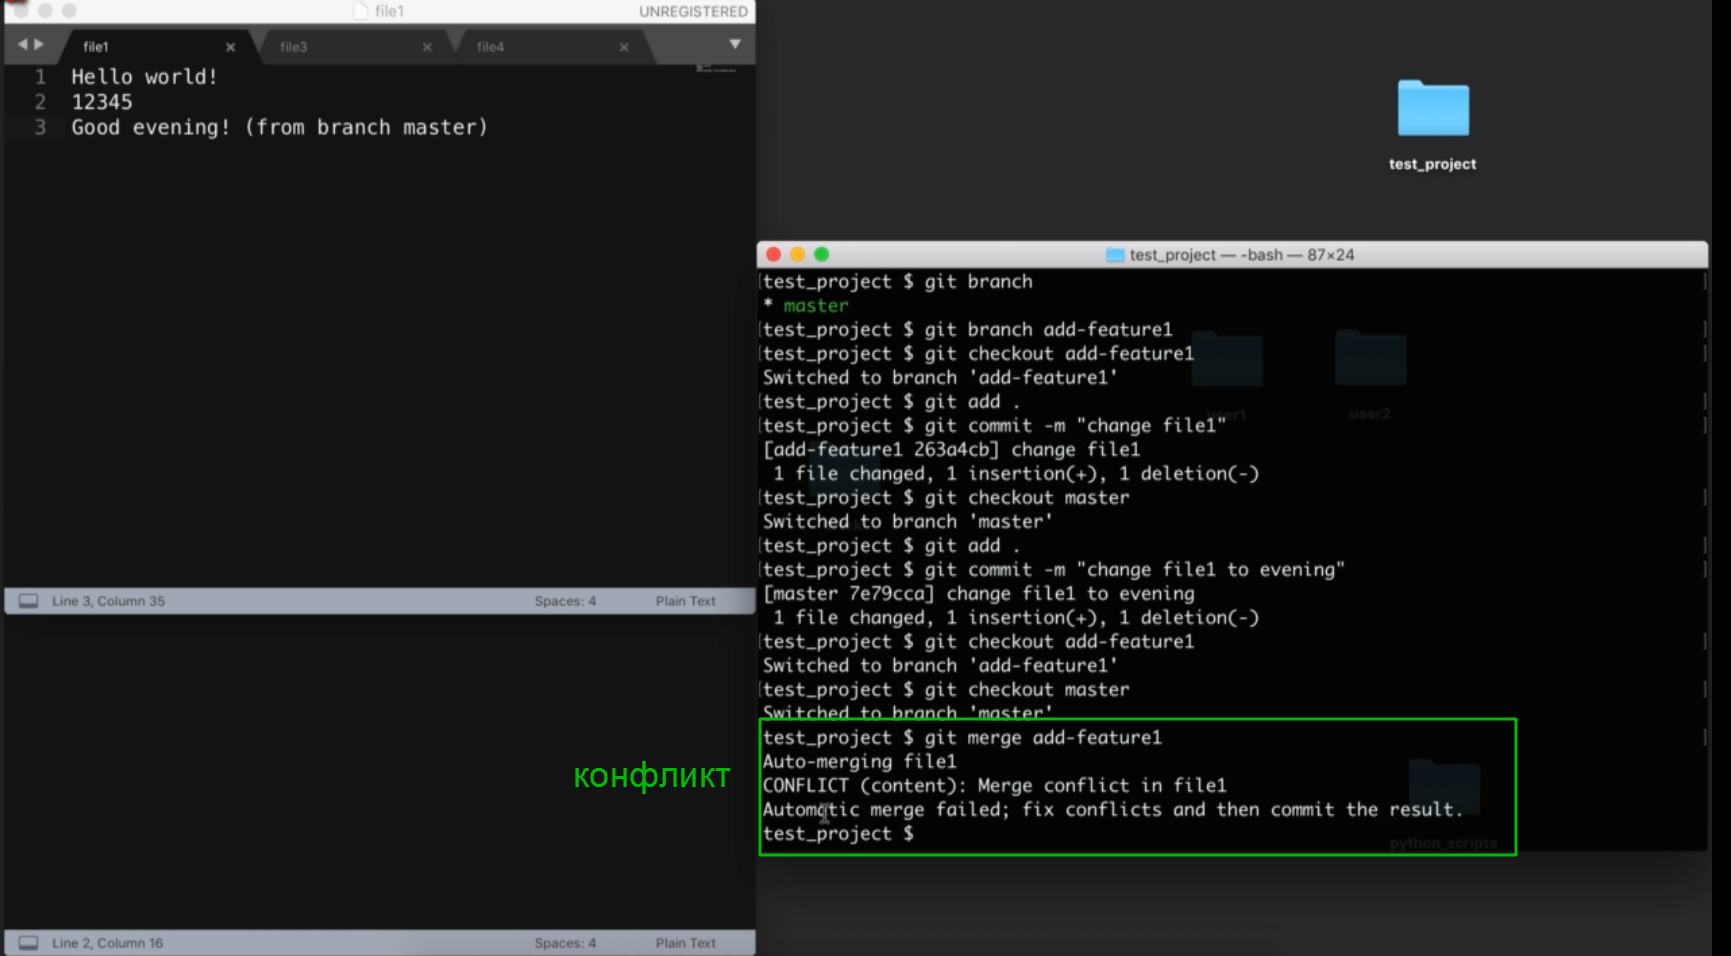 file1
UNREGISTERED
file1
file3
file4
1 Hello world!
2 12345
3 Good evening! (from branch master)
Line 3, Column 35
Spaces: 4
Plain Text
Line 2, Column 16
Spaces: 4
Plain Text
test_project
test_project — -bash — 87×24
test_project $ git branch
* master
test_project $ git branch add-feature1
test_project $ git checkout add-feature1
Switched to branch 'add-feature1'
test_project $ git add .
test_project $ git commit -m "change file1"
[add-feature1 263a4cb] change file1
1 file changed, 1 insertion(+), 1 deletion(-)
test_project $ git checkout master
Switched to branch 'master'
test_project $ git add .
test_project $ git commit -m "change file1 to evening"
[master 7e79cca] change file1 to evening
1 file changed, 1 insertion(+), 1 deletion(-)
test_project $ git checkout add-feature1
Switched to branch 'add-feature1'
test_project $ git checkout master
Switched to branch 'master'
test_project $ git merge add-feature1
Auto-merging file1
CONFLICT (content): Merge conflict in file1
Automatic merge failed; fix conflicts and then commit the result.
test_project $
конфликт
user1
user2
python_scripts